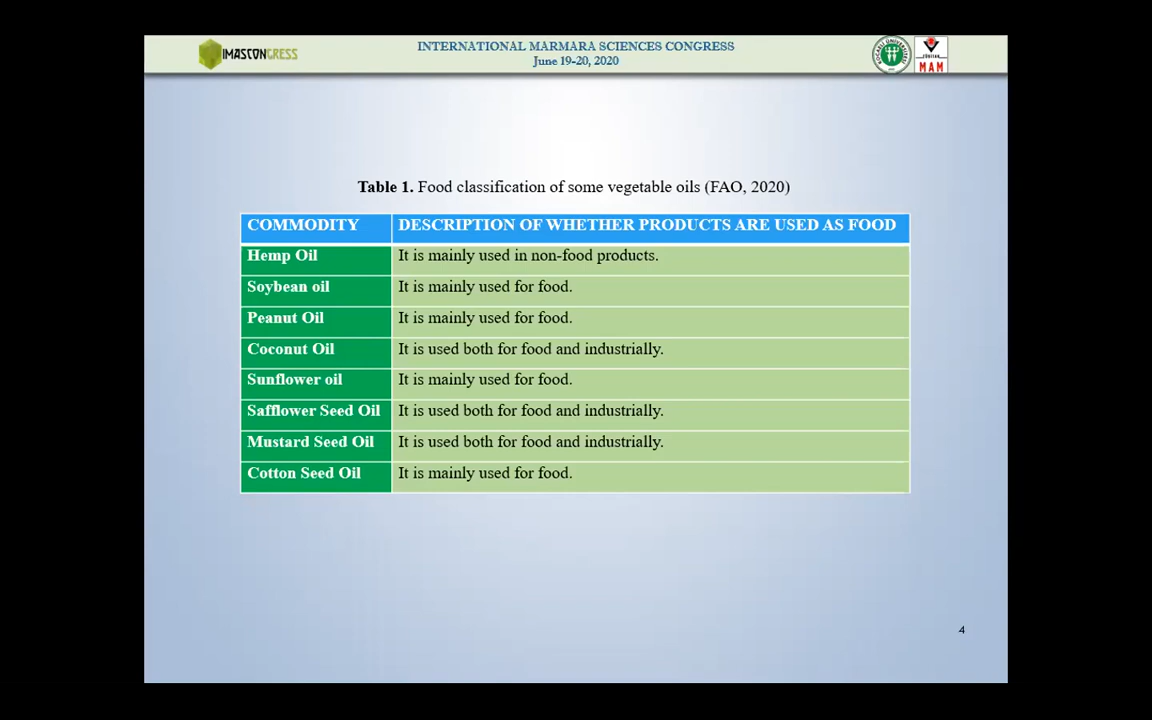 IMASCONGRESS
INTERNATIONAL MARMARA SCIENCES CONGRESS
June 19-20, 2020
MAM
Table 1. Food classification of some vegetable oils (FAO, 2020)
COMMODITY DESCRIPTION OF WHETHER PRODUCTS ARE USED AS FOOD
Hemp Oil It is mainly used in non-food products.
Soybean oil It is mainly used for food.
Peanut Oil It is mainly used for food.
Coconut Oil It is used both for food and industrially.
Sunflower oil It is mainly used for food.
Safflower Seed Oil It is used both for food and industrially.
Mustard Seed Oil It is used both for food and industrially.
Cotton Seed Oil It is mainly used for food.
4